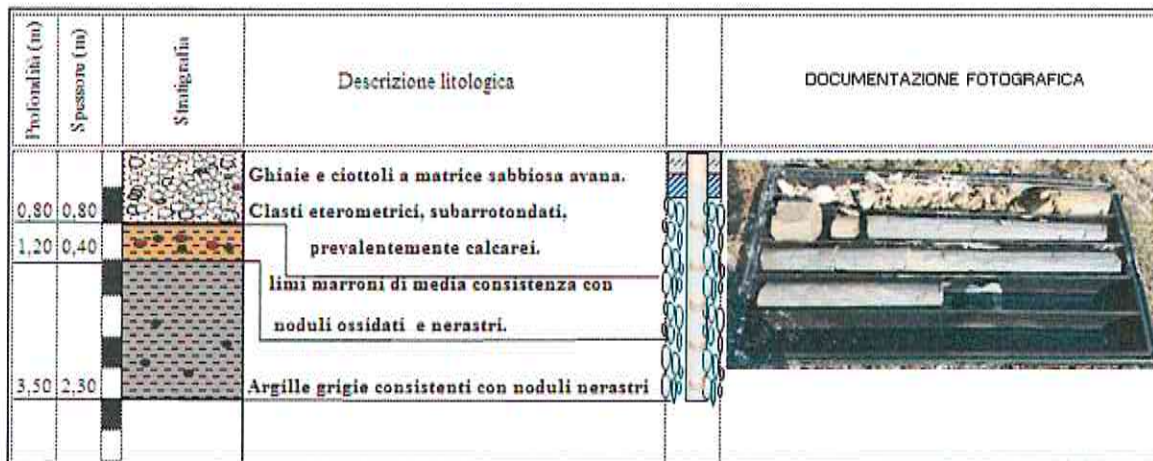 Profondità (m)
Spessore (m)
Stratigrafia
Descrizione litologica
DOCUMENTAZIONE FOTOGRAFICA
Ghiaie e ciottoli a matrice sabbiosa avana.
0,80 0,80 Clasti eterometrici, subarrotondati,
1,20 0,40 prevalentemente calcarei.
limi marroni di media consistenza con
noduli ossidati e nerastri.
3,50 2,30 Argille grigie consistenti con noduli nerastri